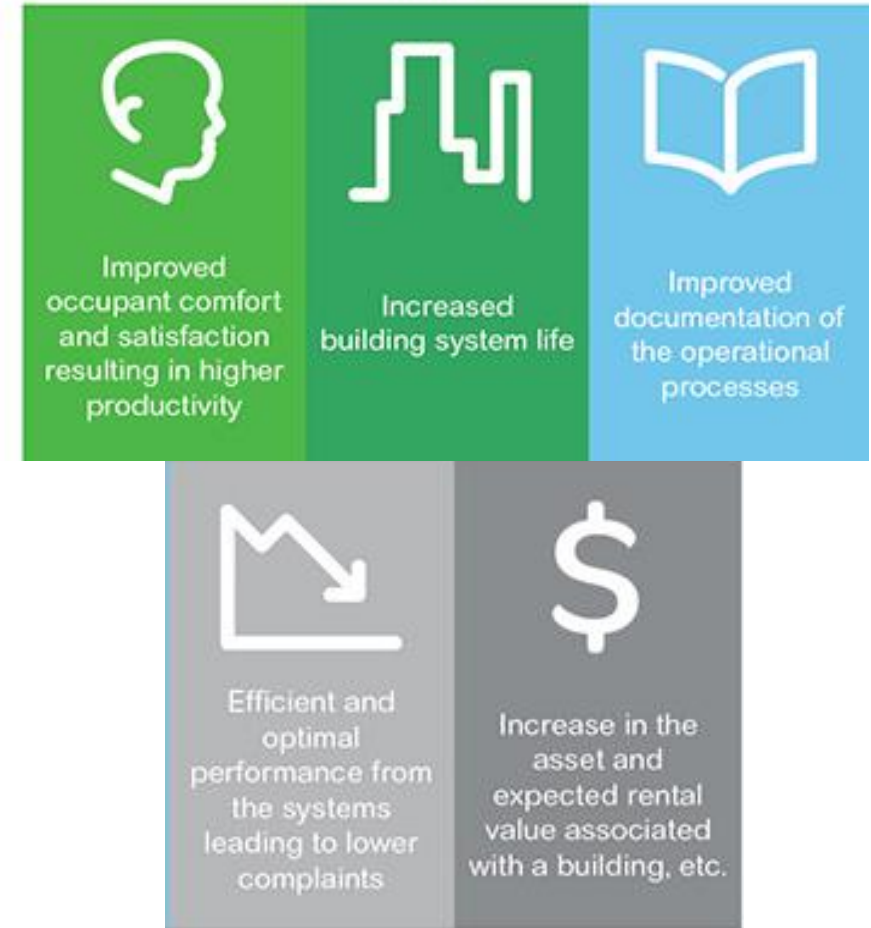 Improved
occupant comfort
and satisfaction
resulting in higher
productivity
Increased
building system life
Improved
documentation of
the operational
processes
Efficient and
optimal
performance from
the systems
leading to lower
complaints
$
Increase in the
asset and
expected rental
value associated
with a building, etc.